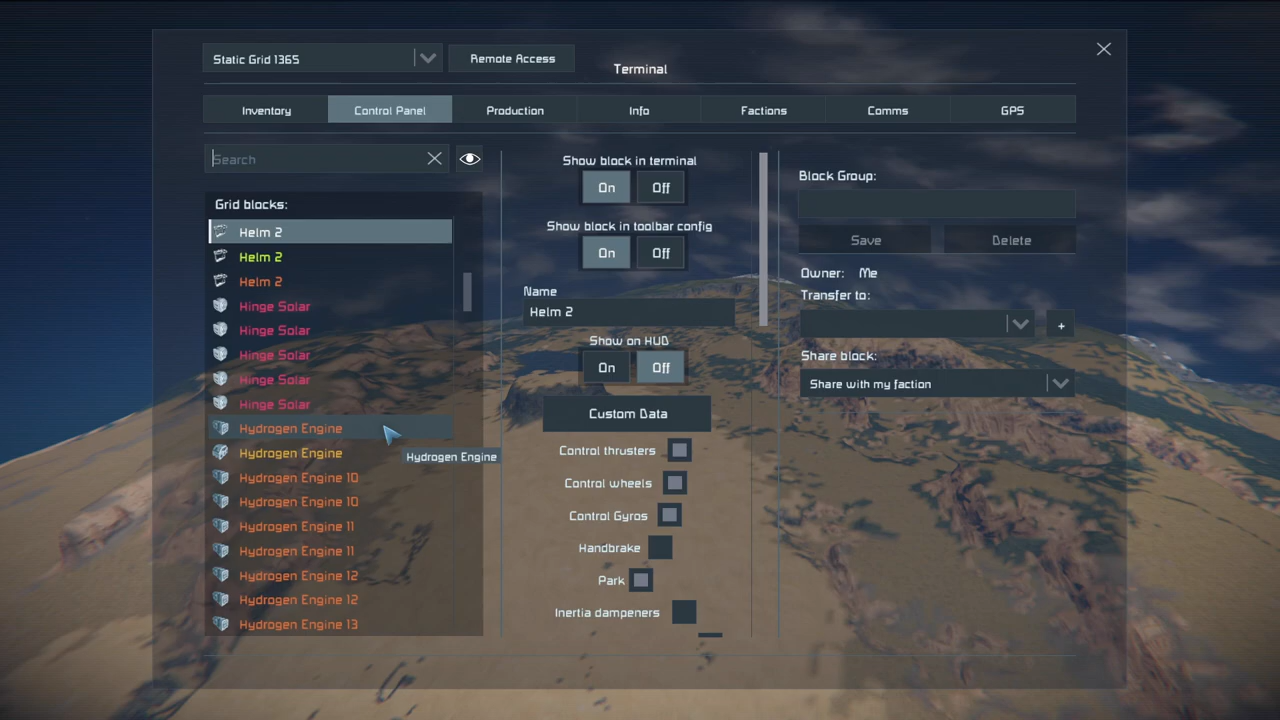 Static Grid 1365
Remote Access
Terminal
Inventory
Control Panel
Production
Info
Factions
Comms
GPS
Search
Grid blocks:
Helm 2
Helm 2
Helm 2
Hinge Solar
Hinge Solar
Hinge Solar
Hinge Solar
Hinge Solar
Hydrogen Engine
Hydrogen Engine
Hydrogen Engine
Hydrogen Engine 10
Hydrogen Engine 10
Hydrogen Engine 11
Hydrogen Engine 11
Hydrogen Engine 12
Hydrogen Engine 12
Hydrogen Engine 13
Show block in terminal
On Off
Show block in toolbar config
On Off
Name
Helm 2
Show on HUD
On Off
Custom Data
Control thrusters
Control wheels
Control Gyros
Handbrake
Park
Inertia dampeners
Block Group:
Save
Delete
Owner: Me
Transfer to:
+
Share block:
Share with my faction